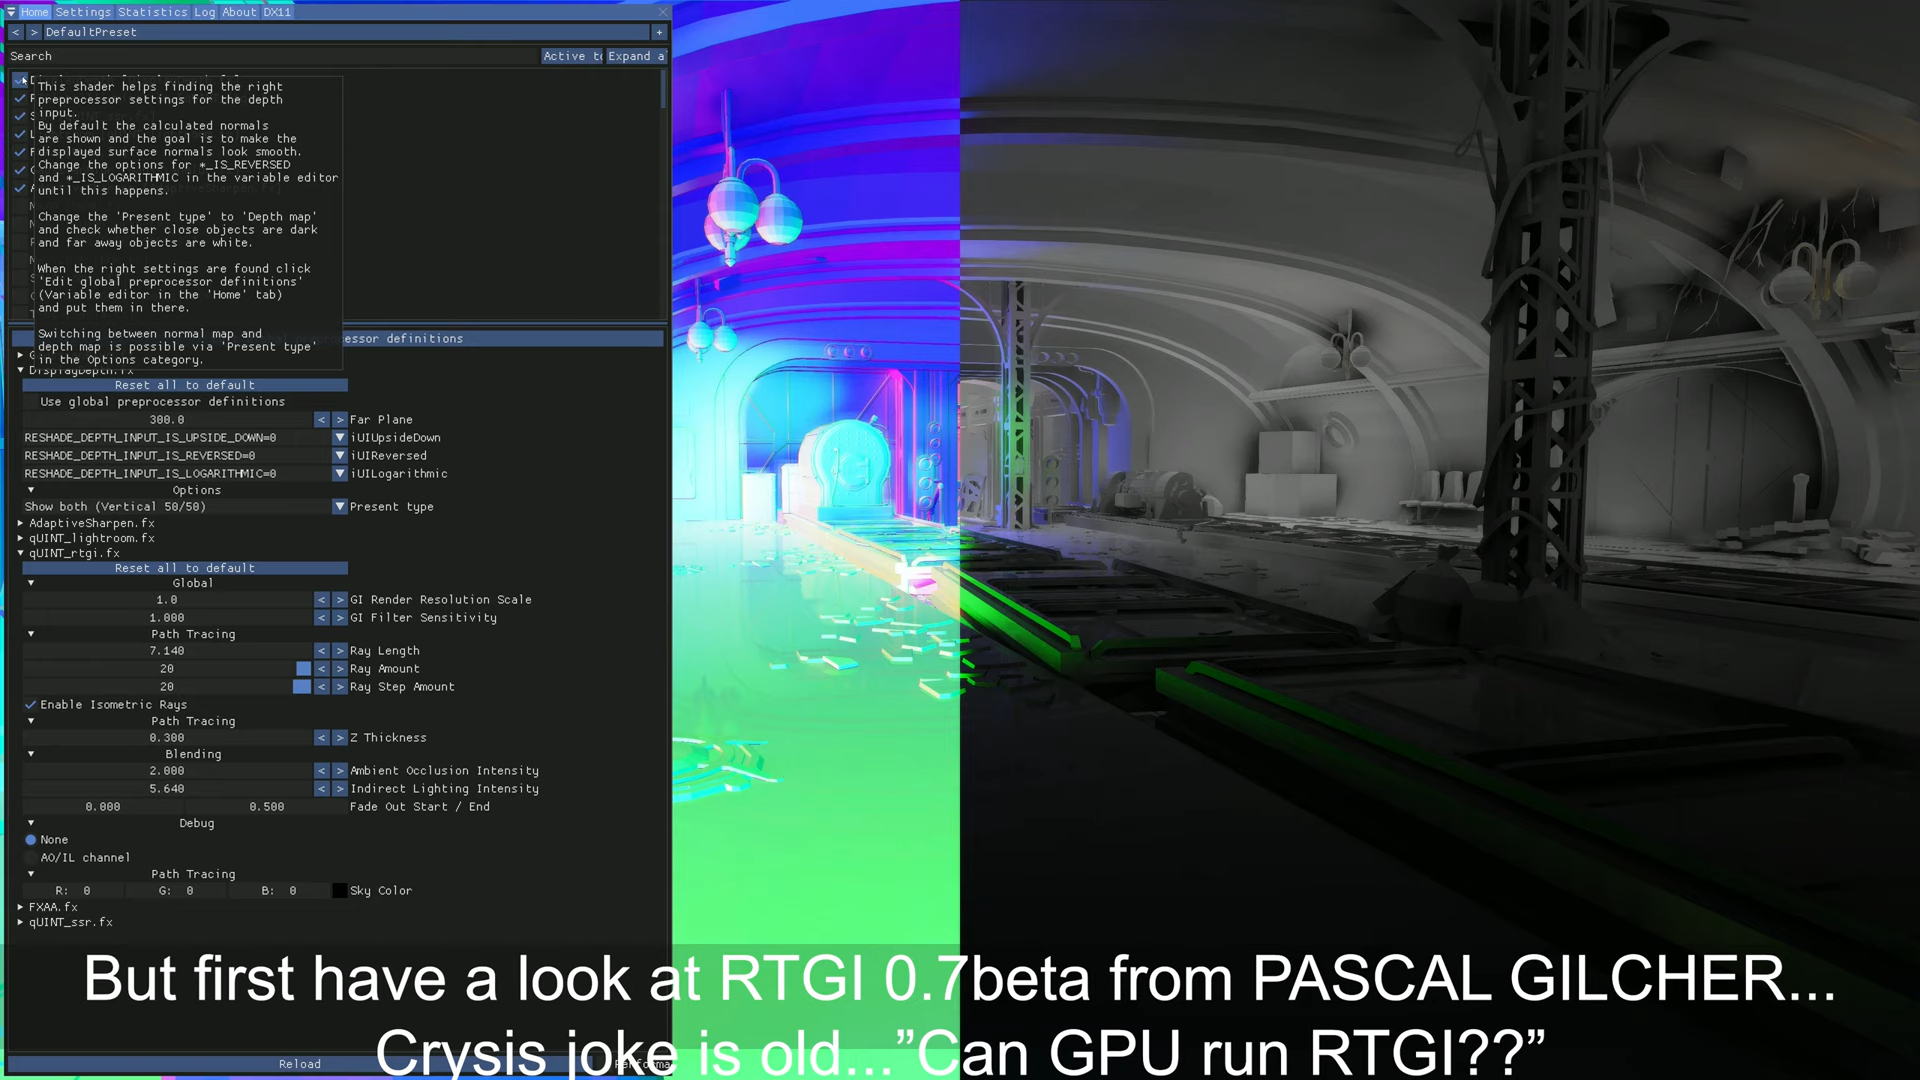 Home Settings Statistics Log About DX11
< > DefaultPreset +
Search Active to Expand a
This shader helps finding the right
preprocessor settings for the depth
input.
By default the calculated normals
are shown and the goal is to make the
displayed surface normals look smooth.
Change the options for *_IS_REVERSED
and *_IS_LOGARITHMIC in the variable editor
until this happens.
Change the 'Present type' to 'Depth map'
and check whether close objects are dark
and far away objects are white.
When the right settings are found click
'Edit global preprocessor definitions'
(Variable editor in the 'Home' tab)
and put them in there.
Switching between normal map and
depth map is possible via 'Present type'
in the Options category.
essor definitions
DisplayDepth.fx
Reset all to default
Use global preprocessor definitions
300.0 < > Far Plane
RESHADE_DEPTH_INPUT_IS_UPSIDE_DOWN=0 iUIUpsideDown
RESHADE_DEPTH_INPUT_IS_REVERSED=0 iUIReversed
RESHADE_DEPTH_INPUT_IS_LOGARITHMIC=0 iUILogarithmic
Options
Show both (Vertical 50/50) Present type
AdaptiveSharpen.fx
qUINT_lightroom.fx
qUINT_rtgi.fx
Reset all to default
Global
1.0 < > GI Render Resolution Scale
1.000 < > GI Filter Sensitivity
Path Tracing
7.140 < > Ray Length
20 < > Ray Amount
20 < > Ray Step Amount
Enable Isometric Rays
Path Tracing
0.300 < > Z Thickness
Blending
2.000 < > Ambient Occlusion Intensity
5.640 < > Indirect Lighting Intensity
0.000 0.500 Fade Out Start / End
Debug
None
AO/IL channel
Path Tracing
R: 0 G: 0 B: 0 Sky Color
FXAA.fx
qUINT_ssr.fx
But first have a look at RTGI 0.7beta from PASCAL GILCHER...
Crysis joke is old... ”Can GPU run RTGI??”
Reload